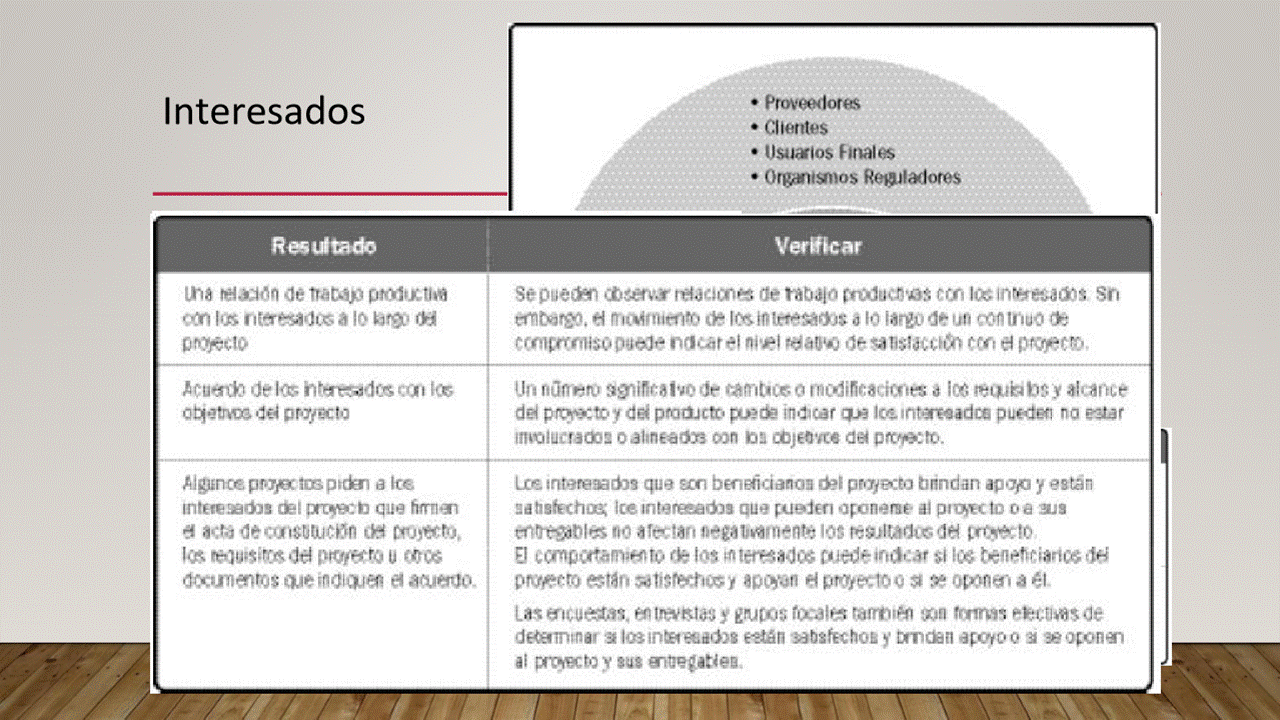 Interesados
• Proveedores
• Clientes
• Usuarios Finales
• Organismos Reguladores
Resultado
Verificar
Una relación de trabajo productiva
con los interesados a lo largo del
proyecto
Se pueden observar relaciones de trabajo productivas con los interesados. Sin
embargo, el movimiento de los interesados a lo largo de un continuo de
compromiso puede indicar el nivel relativo de satisfacción con el proyecto.
Acuerdo de los interesados con los
objetivos del proyecto
Un número significativo de cambios o modificaciones a los requisitos y alcance
del proyecto y del producto puede indicar que los interesados pueden no estar
involucrados o alineados con los objetivos del proyecto.
Algunos proyectos piden a los
interesados del proyecto que firmen
el acta de constitución del proyecto,
los requisitos del proyecto u otros
documentos que indiquen el acuerdo.
Los interesados que son beneficiarios del proyecto brindan apoyo y están
satisfechos; los interesados que pueden oponerse al proyecto o a sus
entregables no afectan negativamente los resultados del proyecto.
El comportamiento de los interesados puede indicar si los beneficiarios del
proyecto están satisfechos y apoyan el proyecto o si se oponen a él.
Las encuestas, entrevistas y grupos focales también son formas efectivas de
determinar si los interesados están satisfechos y brindan apoyo o si se oponen
al proyecto y sus entregables.